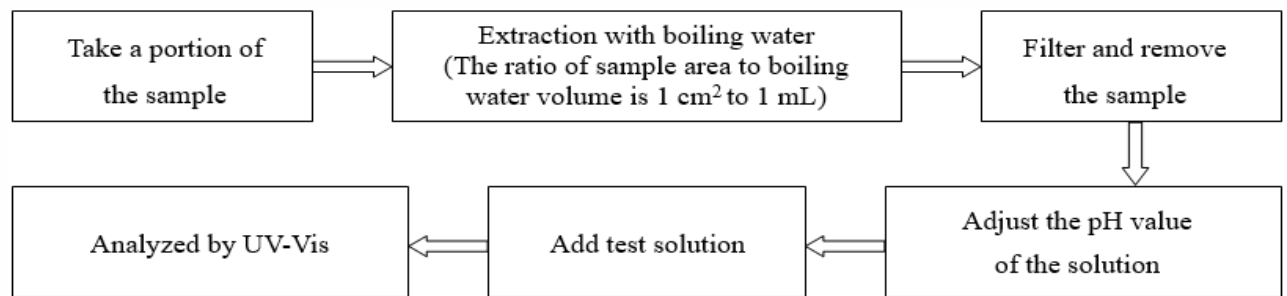 Take a portion of
the sample
Extraction with boiling water
(The ratio of sample area to boiling
water volume is 1 cm² to 1 mL)
Filter and remove
the sample
Adjust the pH value
of the solution
Add test solution
Analyzed by UV-Vis